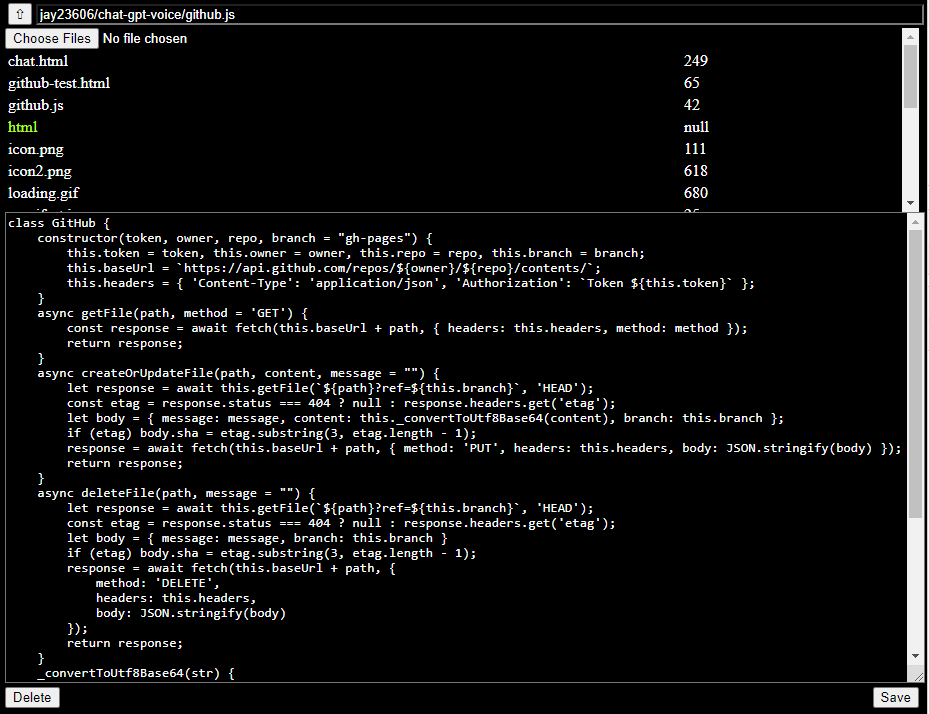 ⇧ jay23606/chat-gpt-voice/github.js
Choose Files No file chosen
chat.html 249
github-test.html 65
github.js 42
html null
icon.png 111
icon2.png 618
loading.gif 680
class GitHub {
    constructor(token, owner, repo, branch = "gh-pages") {
        this.token = token, this.owner = owner, this.repo = repo, this.branch = branch;
        this.baseUrl = `https://api.github.com/repos/${owner}/${repo}/contents/`;
        this.headers = { 'Content-Type': 'application/json', 'Authorization': `Token ${this.token}` };
    }
    async getFile(path, method = 'GET') {
        const response = await fetch(this.baseUrl + path, { headers: this.headers, method: method });
        return response;
    }
    async createOrUpdateFile(path, content, message = "") {
        let response = await this.getFile(`${path}?ref=${this.branch}`, 'HEAD');
        const etag = response.status === 404 ? null : response.headers.get('etag');
        let body = { message: message, content: this._convertToUtf8Base64(content), branch: this.branch };
        if (etag) body.sha = etag.substring(3, etag.length - 1);
        response = await fetch(this.baseUrl + path, { method: 'PUT', headers: this.headers, body: JSON.stringify(body) });
        return response;
    }
    async deleteFile(path, message = "") {
        let response = await this.getFile(`${path}?ref=${this.branch}`, 'HEAD');
        const etag = response.status === 404 ? null : response.headers.get('etag');
        let body = { message: message, branch: this.branch }
        if (etag) body.sha = etag.substring(3, etag.length - 1);
        response = await fetch(this.baseUrl + path, {
            method: 'DELETE',
            headers: this.headers,
            body: JSON.stringify(body)
        });
        return response;
    }
    _convertToUtf8Base64(str) {
Delete Save